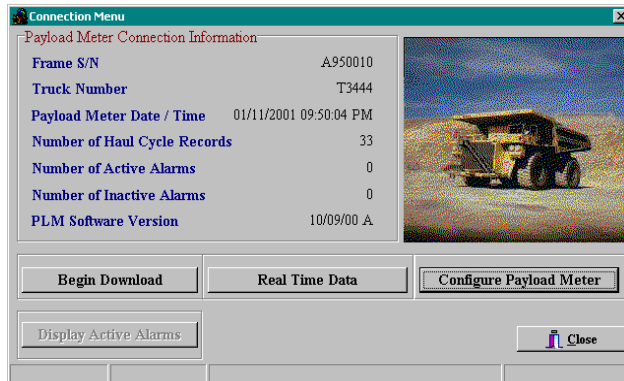 Connection Menu
Payload Meter Connection Information
Frame S/N A950010
Truck Number T3444
Payload Meter Date / Time 01/11/2001 09:50:04 PM
Number of Haul Cycle Records 33
Number of Active Alarms 0
Number of Inactive Alarms 0
PLM Software Version 10/09/00 A
Begin Download Real Time Data Configure Payload Meter
Display Active Alarms
Close